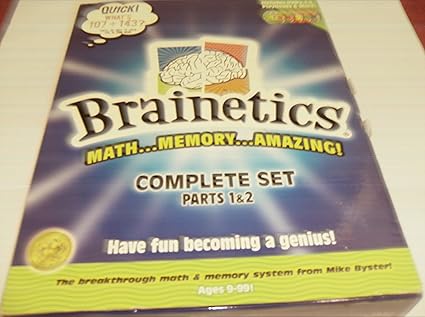 QUICK!
WHAT'S
107 + 143?
Brainetics®
MATH...MEMORY...AMAZING!
COMPLETE SET
PARTS 1&2
Have fun becoming a genius!
The breakthrough math & memory system from Mike Byster!
Ages 9-99!